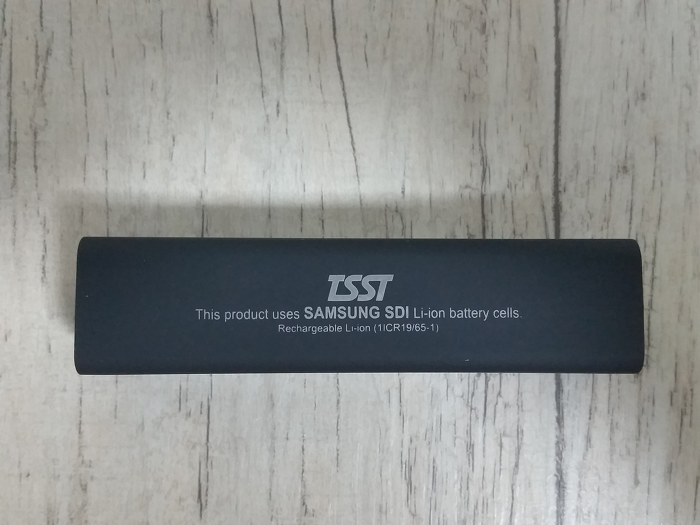 TSST
This product uses SAMSUNG SDI Li-ion battery cells.
Rechargeable Li-ion (1ICR19/65-1)